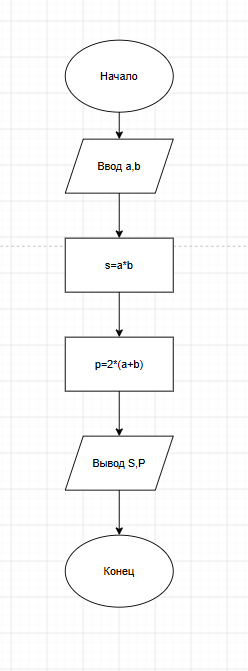 Начало
Ввод a,b
s=a*b
p=2*(a+b)
Вывод S,P
Конец